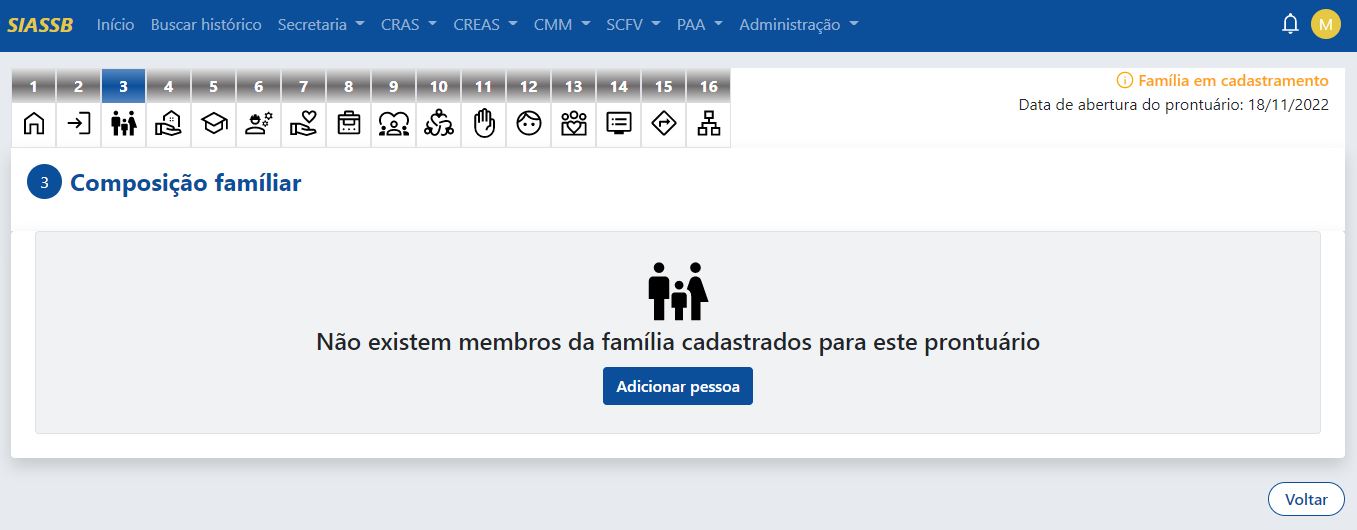 SIASSB Início Buscar histórico Secretaria CRAS CREAS CMM SCFV PAA Administração M
1 2 3 4 5 6 7 8 9 10 11 12 13 14 15 16
Família em cadastramento
Data de abertura do prontuário: 18/11/2022
3 Composição famíliar
Não existem membros da família cadastrados para este prontuário
Adicionar pessoa
Voltar